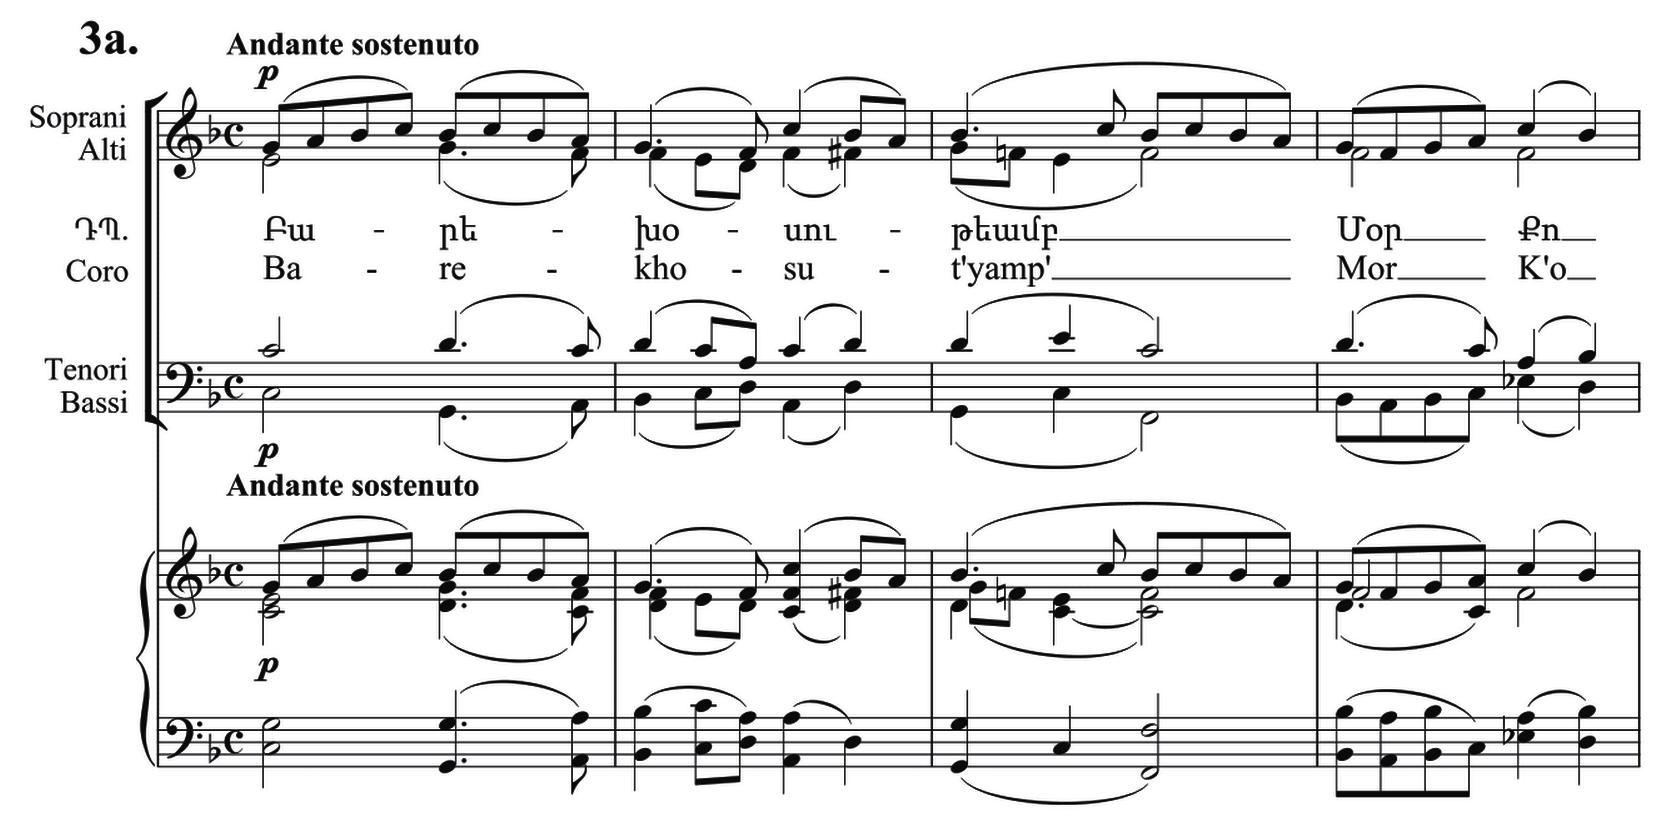 3a.
Andante sostenuto
p
Soprani
Alti
ԴՊ. Բա - րե - խօ - սու - թեամբ Մօր Քո
Coro Ba - re - kho - su - t'yamp' Mor K'o
Tenori
Bassi
p
Andante sostenuto
p